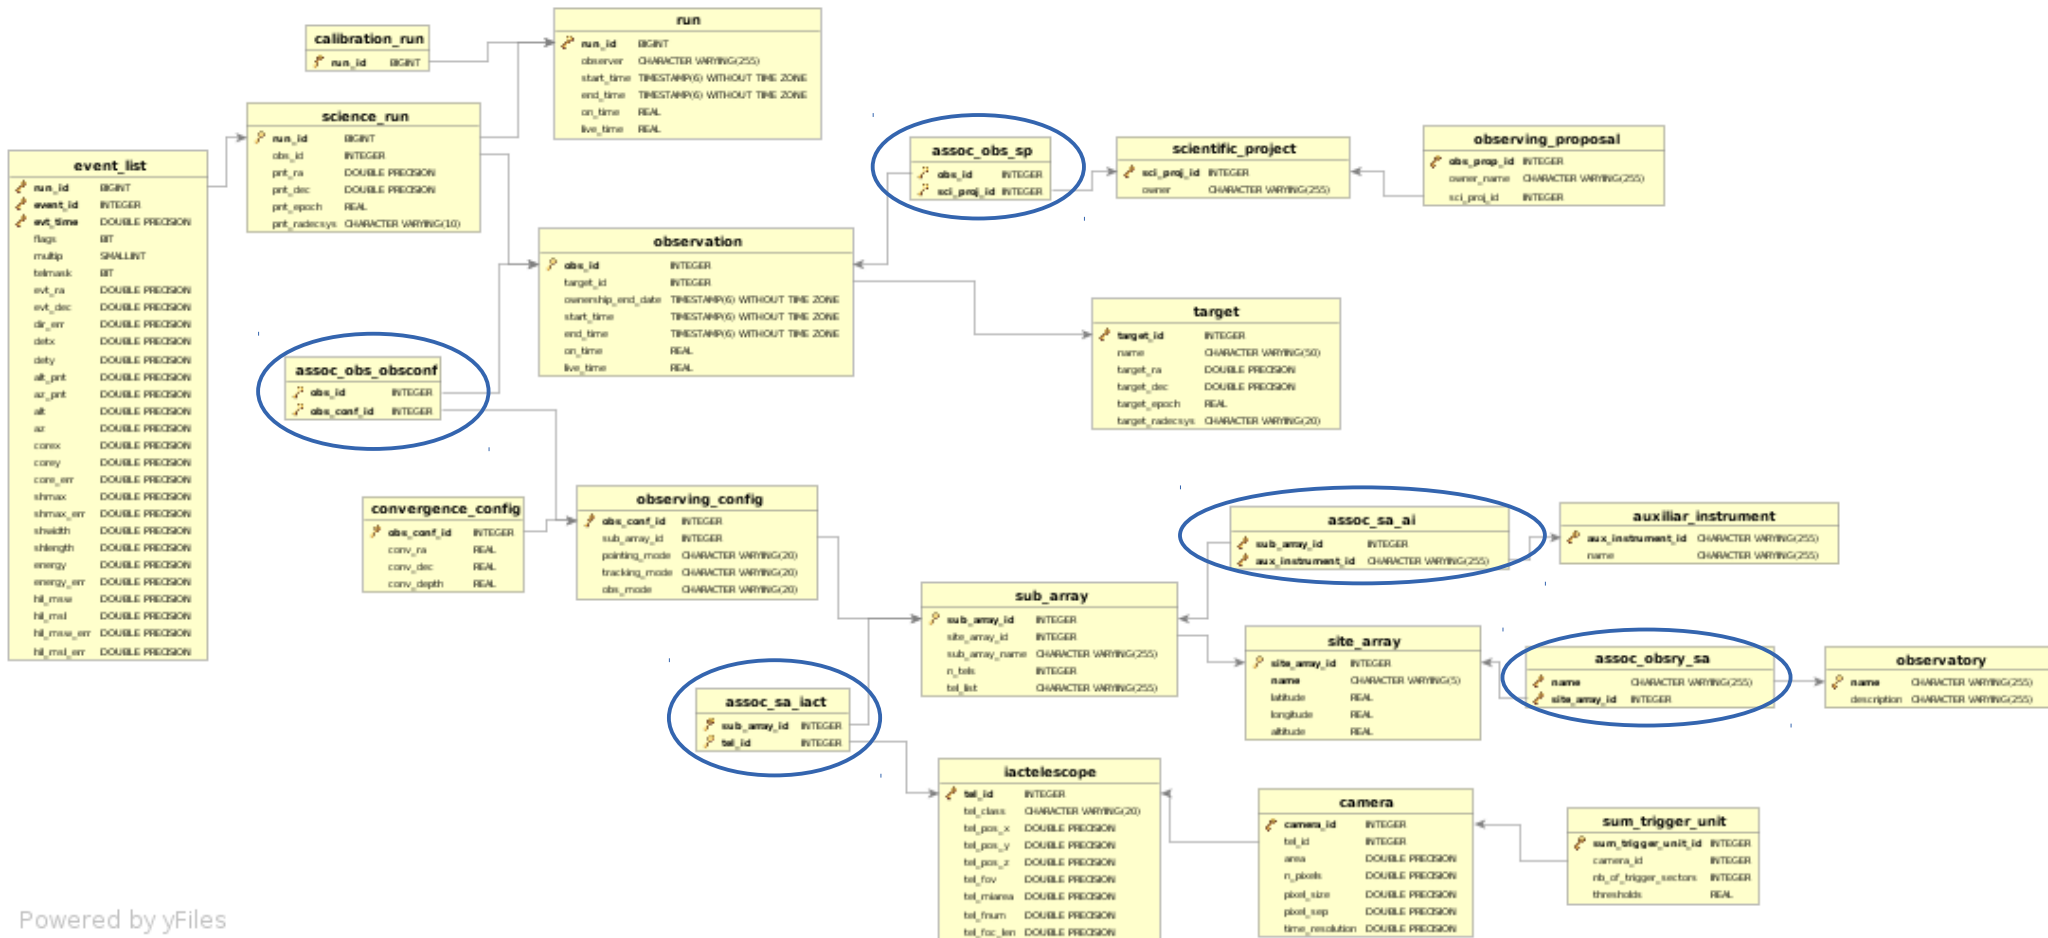 calibration_run
run_id BIGINT
run
run_id BIGINT
observer CHARACTER VARYING(255)
start_time TIMESTAMP(6) WITHOUT TIME ZONE
end_time TIMESTAMP(6) WITHOUT TIME ZONE
on_time REAL
live_time REAL
science_run
run_id BIGINT
obs_id INTEGER
pnt_ra DOUBLE PRECISION
pnt_dec DOUBLE PRECISION
pnt_epoch REAL
pnt_radecsys CHARACTER VARYING(10)
event_list
run_id BIGINT
event_id INTEGER
evt_time DOUBLE PRECISION
flags BIT
multip SMALLINT
telmask BIT
evt_ra DOUBLE PRECISION
evt_dec DOUBLE PRECISION
dir_err DOUBLE PRECISION
detx DOUBLE PRECISION
dety DOUBLE PRECISION
alt_pnt DOUBLE PRECISION
az_pnt DOUBLE PRECISION
alt DOUBLE PRECISION
az DOUBLE PRECISION
corex DOUBLE PRECISION
corey DOUBLE PRECISION
core_err DOUBLE PRECISION
shmax DOUBLE PRECISION
shmax_err DOUBLE PRECISION
shwidth DOUBLE PRECISION
shlength DOUBLE PRECISION
energy DOUBLE PRECISION
energy_err DOUBLE PRECISION
hil_msw DOUBLE PRECISION
hil_msl DOUBLE PRECISION
hil_msw_err DOUBLE PRECISION
hil_msl_err DOUBLE PRECISION
assoc_obs_sp
obs_id INTEGER
sci_proj_id INTEGER
scientific_project
sci_proj_id INTEGER
owner CHARACTER VARYING(255)
observing_proposal
obs_prop_id INTEGER
owner_name CHARACTER VARYING(255)
sci_proj_id INTEGER
observation
obs_id INTEGER
target_id INTEGER
ownership_end_date TIMESTAMP(6) WITHOUT TIME ZONE
start_time TIMESTAMP(6) WITHOUT TIME ZONE
end_time TIMESTAMP(6) WITHOUT TIME ZONE
on_time REAL
live_time REAL
target
target_id INTEGER
name CHARACTER VARYING(50)
target_ra DOUBLE PRECISION
target_dec DOUBLE PRECISION
target_epoch REAL
target_radecsys CHARACTER VARYING(20)
assoc_obs_obsconf
obs_id INTEGER
obs_conf_id INTEGER
convergence_config
obs_conf_id INTEGER
conv_ra REAL
conv_dec REAL
conv_depth REAL
observing_config
obs_conf_id INTEGER
sub_array_id INTEGER
pointing_mode CHARACTER VARYING(20)
tracking_mode CHARACTER VARYING(20)
obs_mode CHARACTER VARYING(20)
assoc_sa_ai
sub_array_id INTEGER
aux_instrument_id CHARACTER VARYING(255)
auxiliar_instrument
aux_instrument_id CHARACTER VARYING(255)
name CHARACTER VARYING(255)
sub_array
sub_array_id INTEGER
site_array_id INTEGER
sub_array_name CHARACTER VARYING(255)
n_tels INTEGER
tel_list CHARACTER VARYING(255)
site_array
site_array_id INTEGER
name CHARACTER VARYING(5)
latitude REAL
longitude REAL
altitude REAL
assoc_obsry_sa
name CHARACTER VARYING(255)
site_array_id INTEGER
observatory
name CHARACTER VARYING(255)
description CHARACTER VARYING(255)
assoc_sa_iact
sub_array_id INTEGER
tel_id INTEGER
iactelescope
tel_id INTEGER
tel_class CHARACTER VARYING(20)
tel_pos_x DOUBLE PRECISION
tel_pos_y DOUBLE PRECISION
tel_pos_z DOUBLE PRECISION
tel_fov DOUBLE PRECISION
tel_miarea DOUBLE PRECISION
tel_fnum DOUBLE PRECISION
tel_foc_len DOUBLE PRECISION
camera
camera_id INTEGER
tel_id INTEGER
area DOUBLE PRECISION
n_pixels DOUBLE PRECISION
pixel_size DOUBLE PRECISION
pixel_sep DOUBLE PRECISION
time_resolution DOUBLE PRECISION
sum_trigger_unit
sum_trigger_unit_id INTEGER
camera_id INTEGER
nb_of_trigger_sectors INTEGER
thresholds REAL
Powered by yFiles